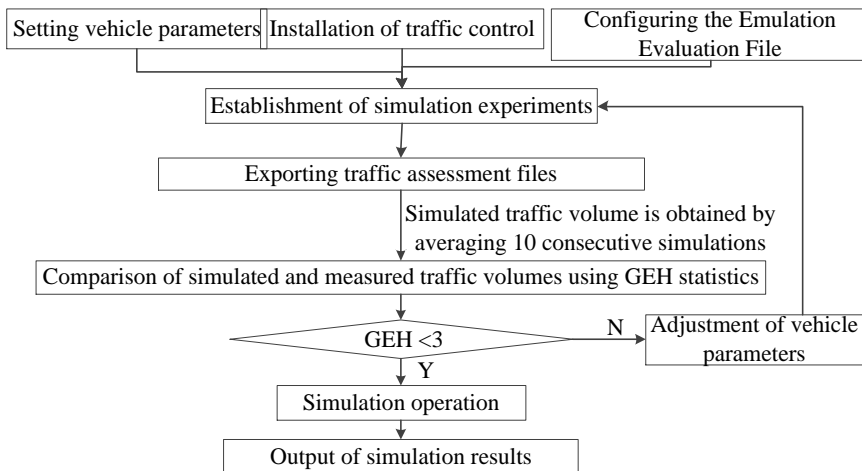 Setting vehicle parameters
Installation of traffic control
Configuring the Emulation
Evaluation File
Establishment of simulation experiments
Exporting traffic assessment files
Simulated traffic volume is obtained by
averaging 10 consecutive simulations
Comparison of simulated and measured traffic volumes using GEH statistics
GEH <3
N
Adjustment of vehicle
parameters
Y
Simulation operation
Output of simulation results